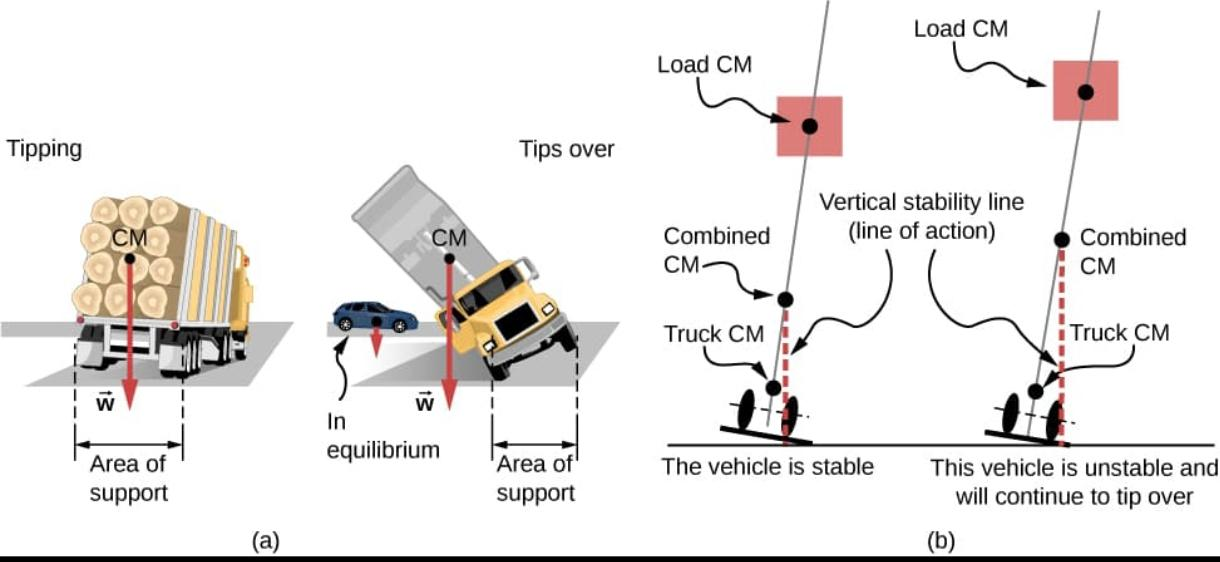 Tipping
CM
w
Area of
support
Tips over
CM
w
In
equilibrium
Area of
support
(a)
Load CM
Combined
CM
Truck CM
The vehicle is stable
Vertical stability line
(line of action)
Load CM
Combined
CM
Truck CM
This vehicle is unstable and
will continue to tip over
(b)